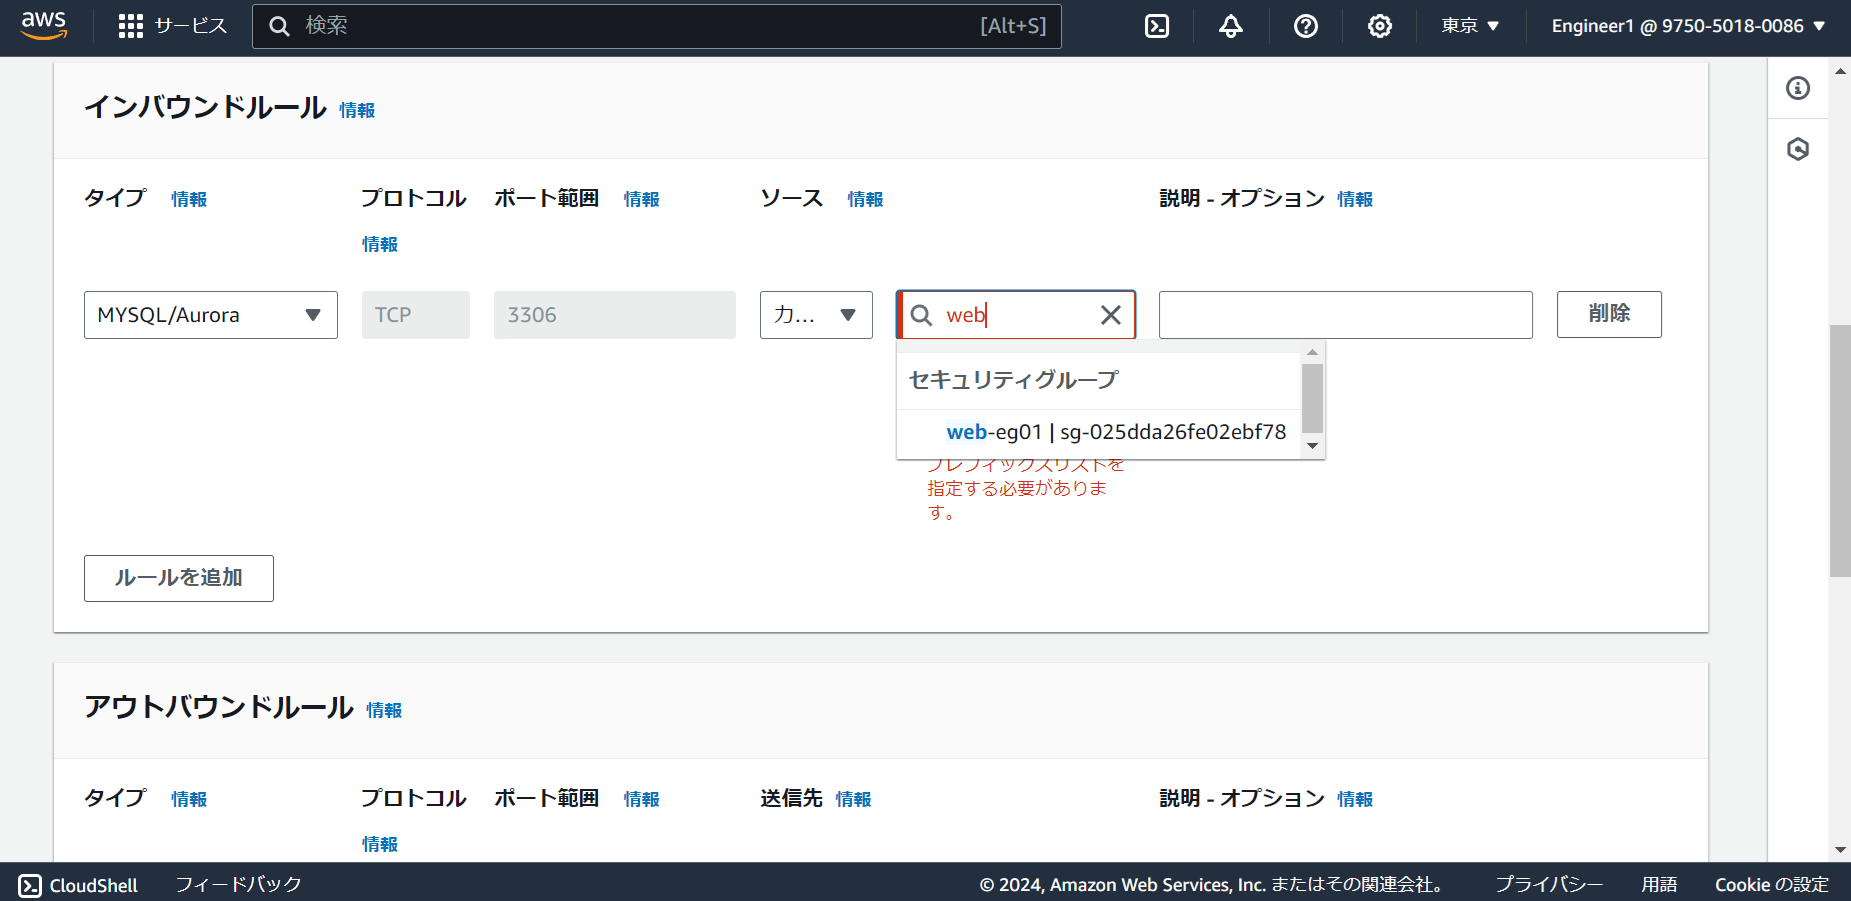 aws
サービス
検索
[Alt+S]
東京
Engineer1 @ 9750-5018-0086
インバウンドルール 情報
タイプ 情報
プロトコル 情報
ポート範囲 情報
ソース 情報
説明 - オプション 情報
MYSQL/Aurora
TCP
3306
カ...
web
削除
セキュリティグループ
web-eg01 | sg-025dda26fe02ebf78
プレフィックスリストを
指定する必要がありま
す。
ルールを追加
アウトバウンドルール 情報
タイプ 情報
プロトコル 情報
ポート範囲 情報
送信先 情報
説明 - オプション 情報
CloudShell
フィードバック
© 2024, Amazon Web Services, Inc. またはその関連会社。
プライバシー
用語
Cookie の設定